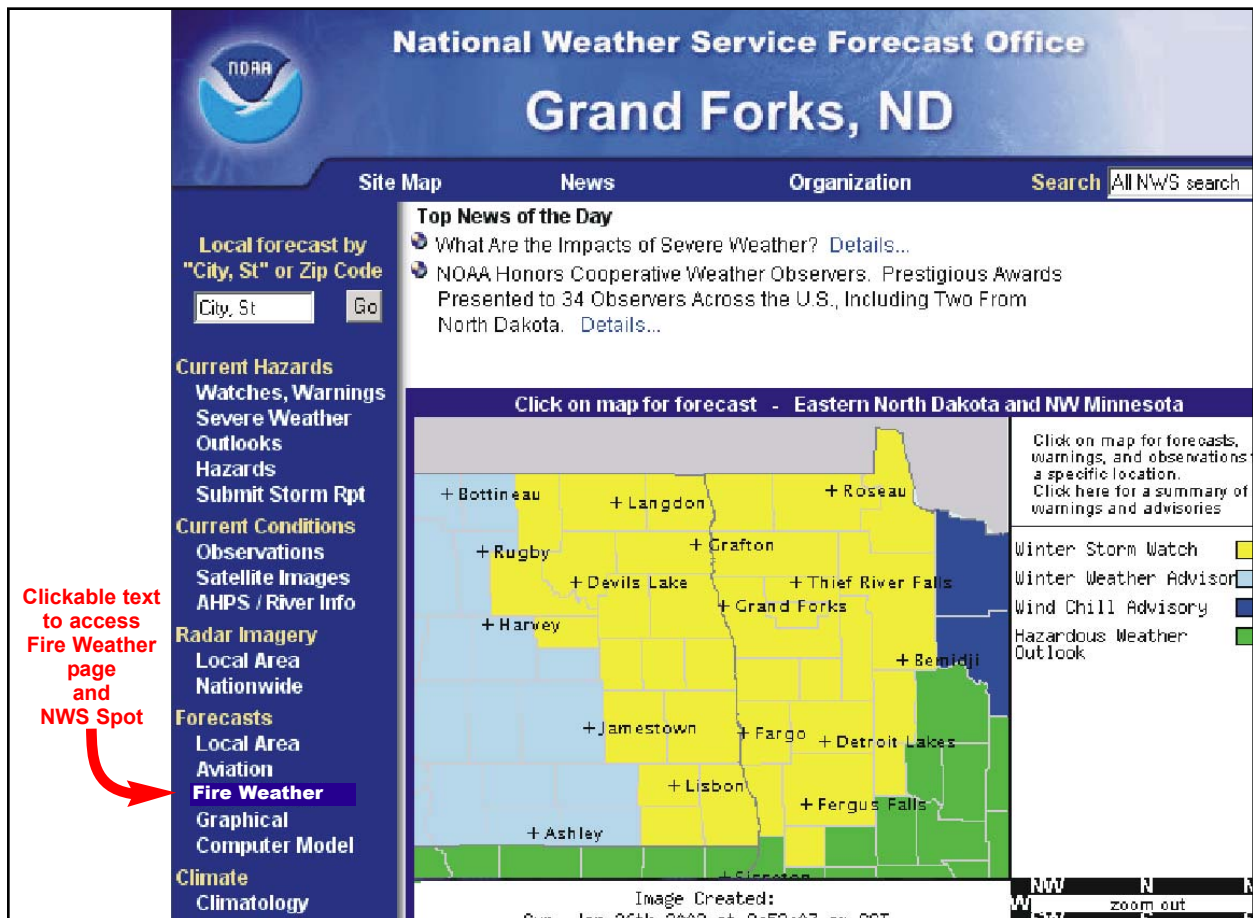 NOAA
National Weather Service Forecast Office
Grand Forks, ND
Site Map News Organization Search All NWS search
Local forecast by
"City, St" or Zip Code
City, St Go
Current Hazards
Watches, Warnings
Severe Weather
Outlooks
Hazards
Submit Storm Rpt
Current Conditions
Observations
Satellite Images
AHPS / River Info
Radar Imagery
Local Area
Nationwide
Forecasts
Local Area
Aviation
Fire Weather
Graphical
Computer Model
Climate
Climatology
Clickable text
to access
Fire Weather
page
and
NWS Spot
Top News of the Day
What Are the Impacts of Severe Weather? Details...
NOAA Honors Cooperative Weather Observers. Prestigious Awards
Presented to 34 Observers Across the U.S., Including Two From
North Dakota. Details...
Click on map for forecast - Eastern North Dakota and NW Minnesota
Bottineau
Langdon
Roseau
Rugby
Grafton
Devils Lake
Thief River Falls
Grand Forks
Harvey
Bemidji
Jamestown
Fargo
Detroit Lakes
Lisbon
Fergus Falls
Ashley
Click on map for forecasts,
warnings, and observations
a specific location.
Click here for a summary of
warnings and advisories
Winter Storm Watch
Winter Weather Advisor
Wind Chill Advisory
Hazardous Weather
Outlook
Image Created:
NW N
W zoom out